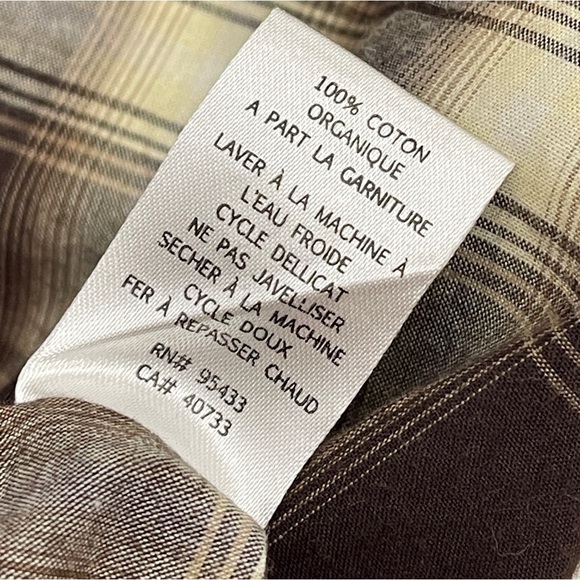 100% COTON
ORGANIQUE
A PART LA GARNITURE
LAVER À LA MACHINE À
L'EAU FROIDE
CYCLE DELLICAT
NE PAS JAVELLISER
SECHER À LA MACHINE
CYCLE DOUX
FER À REPASSER CHAUD
RN# 95433
CA# 40733